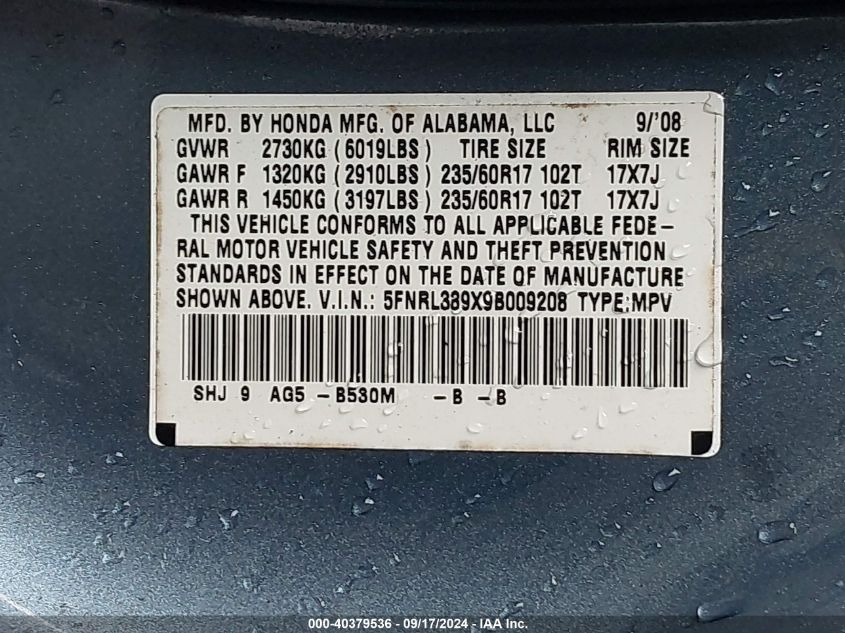 MFD. BY HONDA MFG. OF ALABAMA, LLC 9/'08
GVWR 2730KG (6019LBS) TIRE SIZE RIM SIZE
GAWR F 1320KG (2910LBS) 235/60R17 102T 17X7J
GAWR R 1450KG (3197LBS) 235/60R17 102T 17X7J
THIS VEHICLE CONFORMS TO ALL APPLICABLE FEDE-
RAL MOTOR VEHICLE SAFETY AND THEFT PREVENTION
STANDARDS IN EFFECT ON THE DATE OF MANUFACTURE
SHOWN ABOVE. V.I.N.: 5FNRL389X9B009208 TYPE:MPV
SHJ 9 AG5 -B530M -B -B
000-40379536 - 09/17/2024 - IAA Inc.